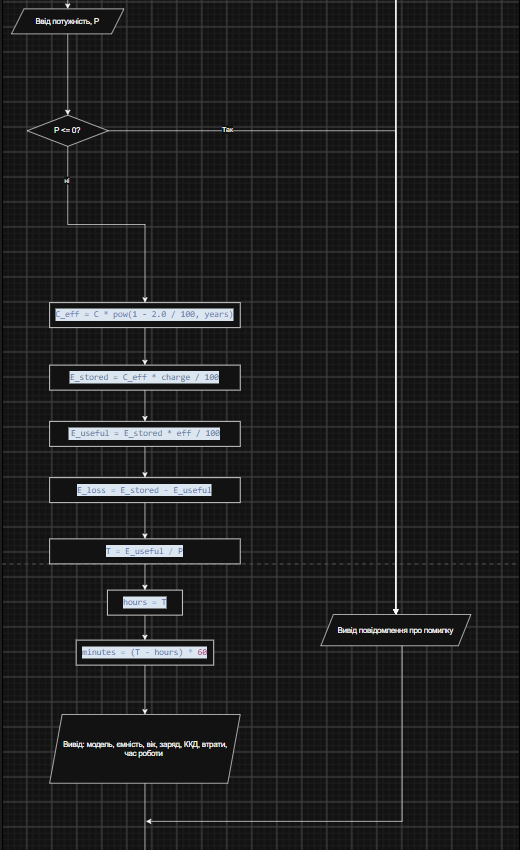 Ввід потужність, P
P <= 0?
Так
ні
C_eff = C * pow(1 - 2.0 / 100, years)
E_stored = C_eff * charge / 100
E_useful = E_stored * eff / 100
E_loss = E_stored - E_useful
T = E_useful / P
hours = T
Вивід повідомлення про помилку
minutes = (T - hours) * 60
Вивід: модель, ємність, вік, заряд, ККД, втрати,
час роботи